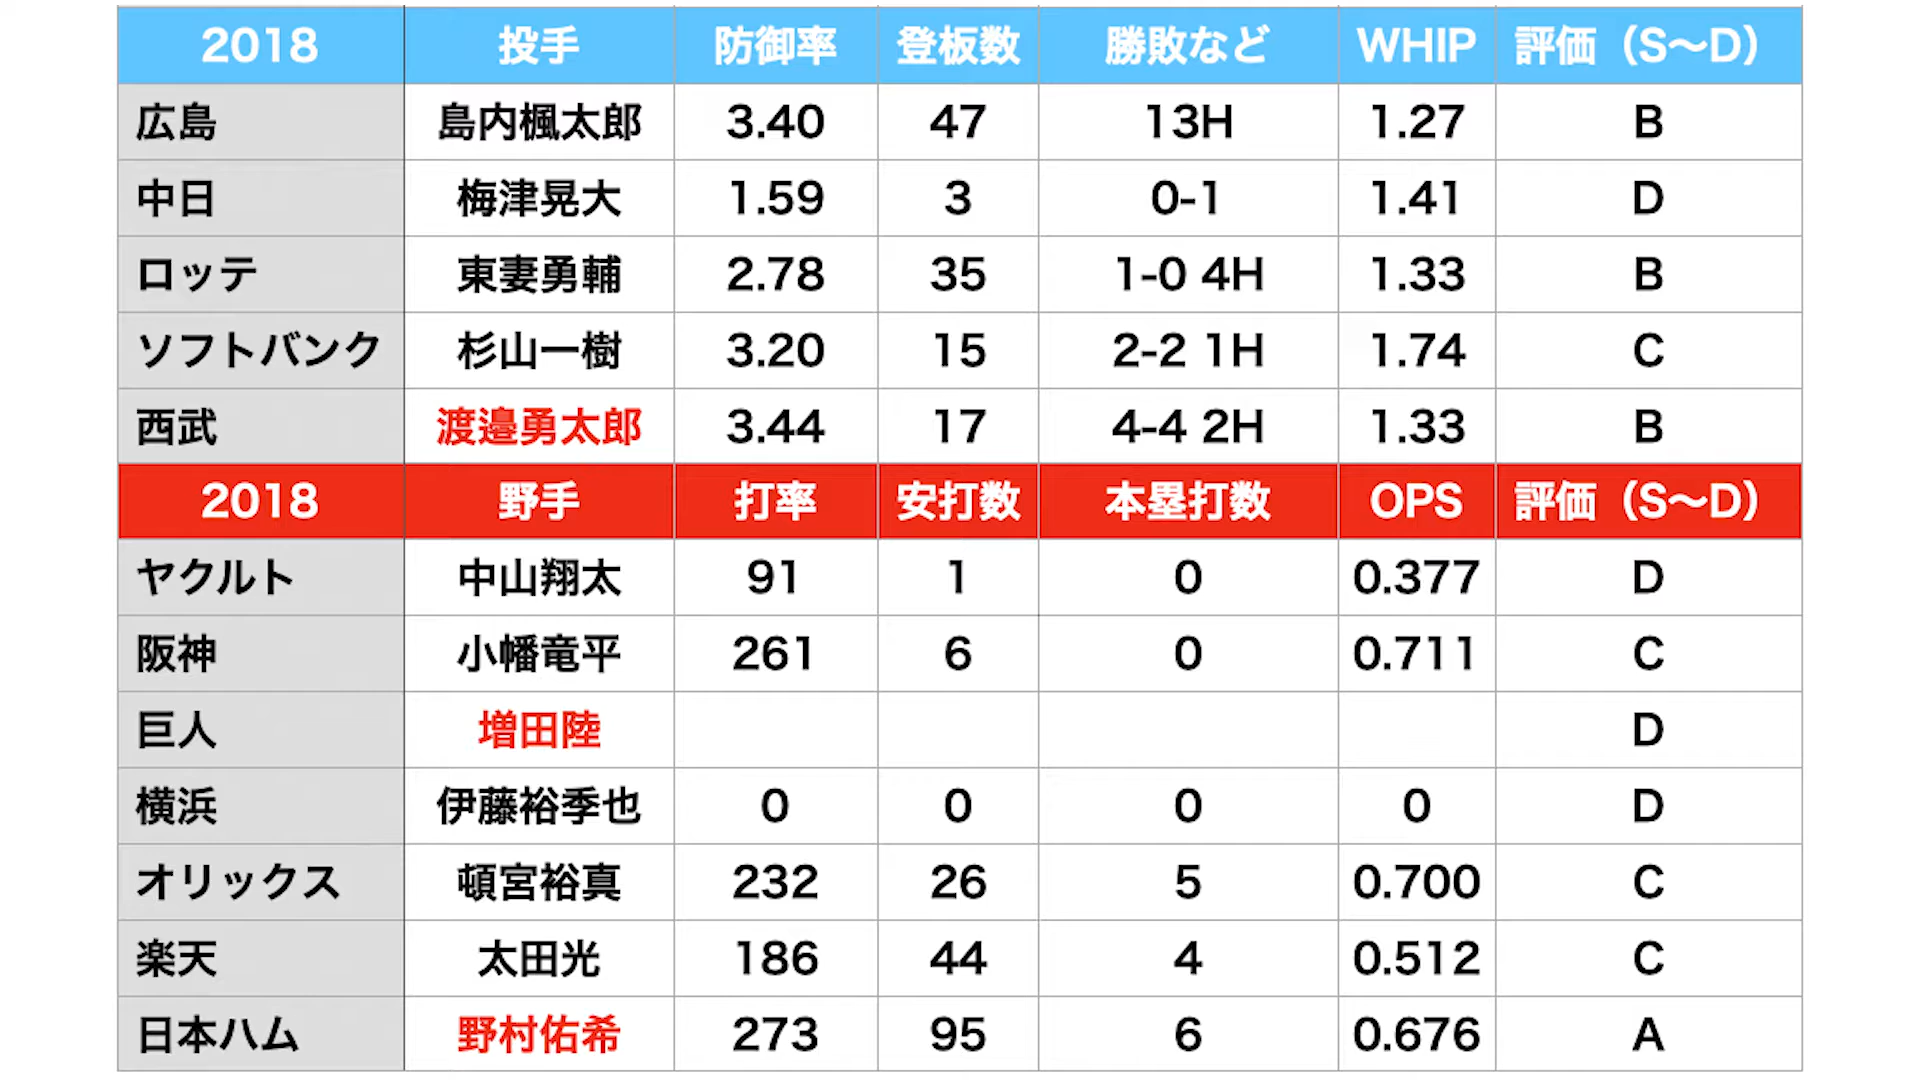 2018 投手 防御率 登板数 勝敗など WHIP 評価（S〜D）
広島 島内楓太郎 3.40 47 13H 1.27 B
中日 梅津晃大 1.59 3 0-1 1.41 D
ロッテ 東妻勇輔 2.78 35 1-0 4H 1.33 B
ソフトバンク 杉山一樹 3.20 15 2-2 1H 1.74 C
西武 渡邉勇太郎 3.44 17 4-4 2H 1.33 B
2018 野手 打率 安打数 本塁打数 OPS 評価（S〜D）
ヤクルト 中山翔太 91 1 0 0.377 D
阪神 小幡竜平 261 6 0 0.711 C
巨人 増田陸 D
横浜 伊藤裕季也 0 0 0 0 D
オリックス 頓宮裕真 232 26 5 0.700 C
楽天 太田光 186 44 4 0.512 C
日本ハム 野村佑希 273 95 6 0.676 A